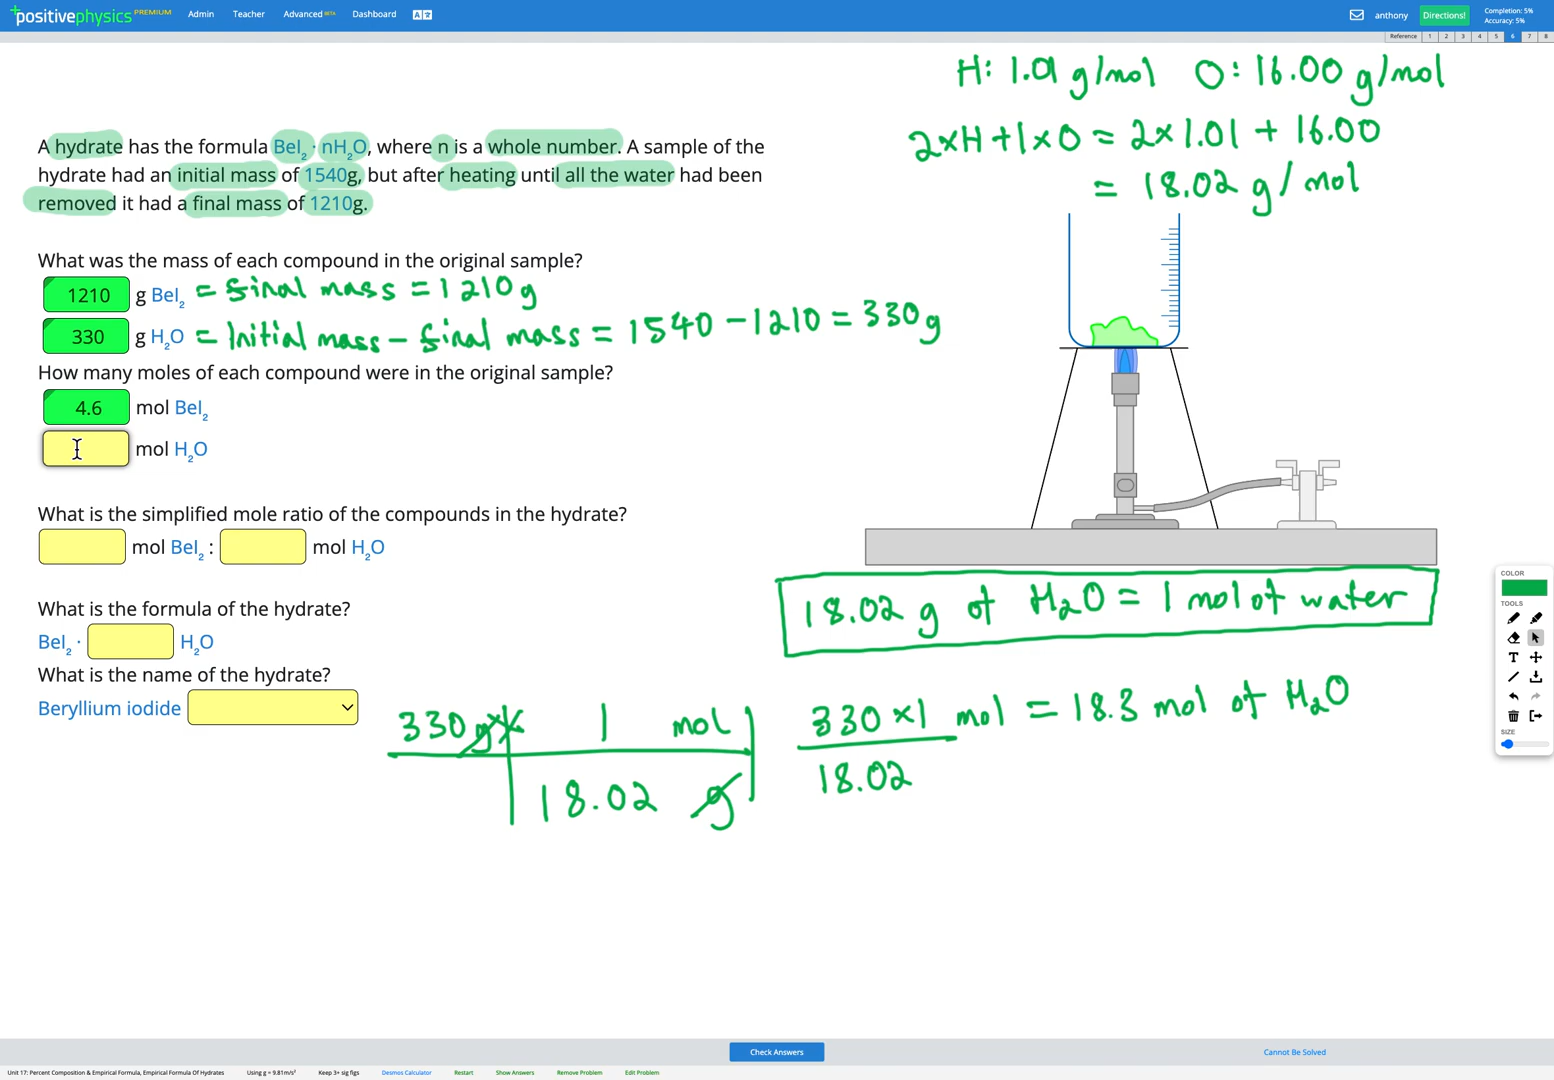 positivephysics PREMIUM Admin Teacher Advanced BETA Dashboard anthony Directions! Completion: 5%
Accuracy: 5%
Reference 1 2 3 4 5 6 7 8
H: 1.01 g/mol O: 16.00 g/mol
2×H+1×O = 2×1.01 + 16.00
= 18.02 g/mol
A hydrate has the formula BeI₂ · nH₂O, where n is a whole number. A sample of the
hydrate had an initial mass of 1540g, but after heating until all the water had been
removed it had a final mass of 1210g.
What was the mass of each compound in the original sample?
1210 g BeI₂ = final mass = 1210 g
330 g H₂O = Initial mass - final mass = 1540 - 1210 = 330 g
How many moles of each compound were in the original sample?
4.6 mol BeI₂
mol H₂O
What is the simplified mole ratio of the compounds in the hydrate?
mol BeI₂ : mol H₂O
18.02 g of H₂O = 1 mol of water
What is the formula of the hydrate?
BeI₂ · H₂O
What is the name of the hydrate?
Beryllium iodide
330 g 1 mol 330 × 1 mol = 18.3 mol of H₂O
18.02 g 18.02
COLOR
TOOLS
T
SIZE
Check Answers
Cannot Be Solved
Unit 17: Percent Composition & Empirical Formula, Empirical Formula Of Hydrates Using g = 9.81m/s² Keep 3+ sig figs Desmos Calculator Restart Show Answers Remove Problem Edit Problem